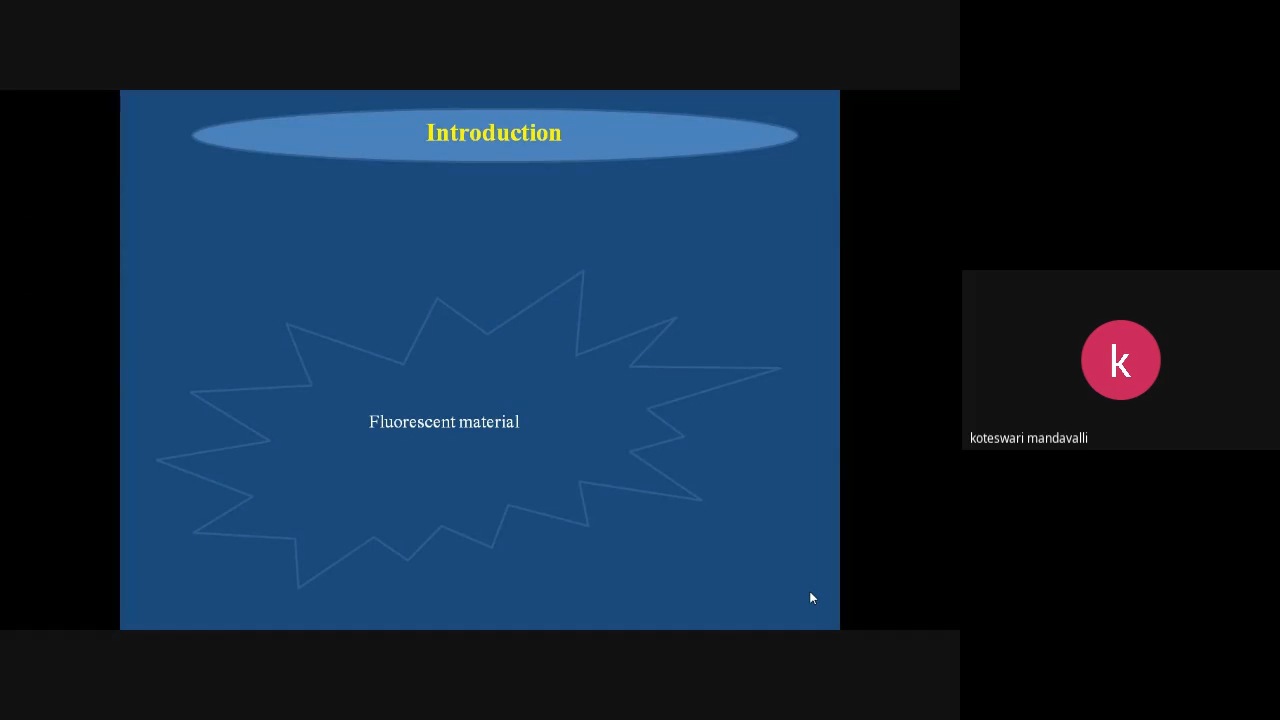 Introduction
Fluorescent material
k
koteswari mandavalli